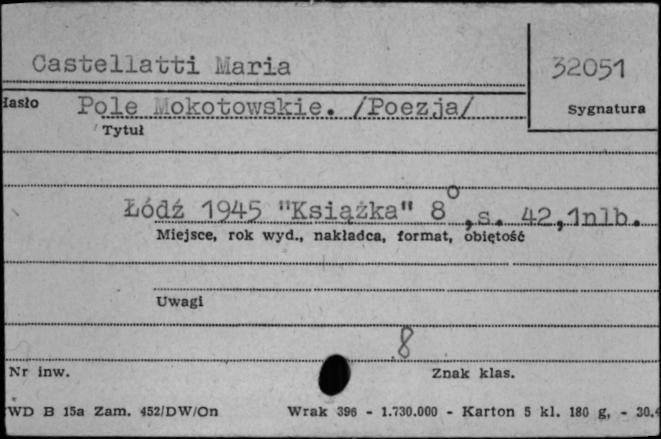 Castellatti Maria
32051
Hasło Pole Mokotowskie. /Poezja/
Sygnatura
Tytuł
Łódź 1945 "Książka" 8°, s. 42, 1nlb.
Miejsce, rok wyd., nakładca, format, objętość
Uwagi
8
Nr inw.
Znak klas.
WD B 15a Zam. 452/DW/On Wrak 396 - 1.730.000 - Karton 5 kl. 180 g, - 30.4